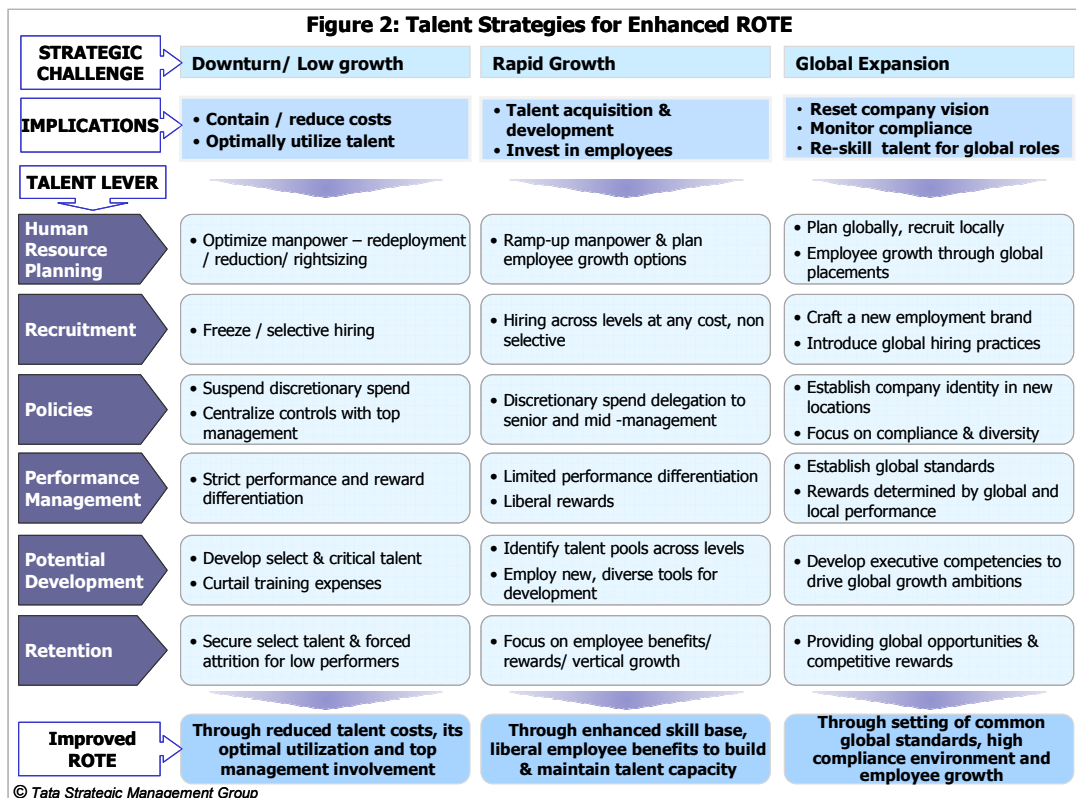 Figure 2: Talent Strategies for Enhanced ROTE
STRATEGIC
CHALLENGE
Downturn/ Low growth
Rapid Growth
Global Expansion
IMPLICATIONS
• Contain / reduce costs
• Optimally utilize talent
• Talent acquisition &
development
• Invest in employees
• Reset company vision
• Monitor compliance
• Re-skill talent for global roles
TALENT LEVER
Human
Resource
Planning
• Optimize manpower – redeployment
/ reduction/ rightsizing
• Ramp-up manpower & plan
employee growth options
• Plan globally, recruit locally
• Employee growth through global
placements
Recruitment
• Freeze / selective hiring
• Hiring across levels at any cost, non
selective
• Craft a new employment brand
• Introduce global hiring practices
Policies
• Suspend discretionary spend
• Centralize controls with top
management
• Discretionary spend delegation to
senior and mid -management
• Establish company identity in new
locations
• Focus on compliance & diversity
Performance
Management
• Strict performance and reward
differentiation
• Limited performance differentiation
• Liberal rewards
• Establish global standards
• Rewards determined by global and
local performance
Potential
Development
• Develop select & critical talent
• Curtail training expenses
• Identify talent pools across levels
• Employ new, diverse tools for
development
• Develop executive competencies to
drive global growth ambitions
Retention
• Secure select talent & forced
attrition for low performers
• Focus on employee benefits/
rewards/ vertical growth
• Providing global opportunities &
competitive rewards
Improved
ROTE
Through reduced talent costs, its
optimal utilization and top
management involvement
Through enhanced skill base,
liberal employee benefits to build
& maintain talent capacity
Through setting of common
global standards, high
compliance environment and
employee growth
© Tata Strategic Management Group